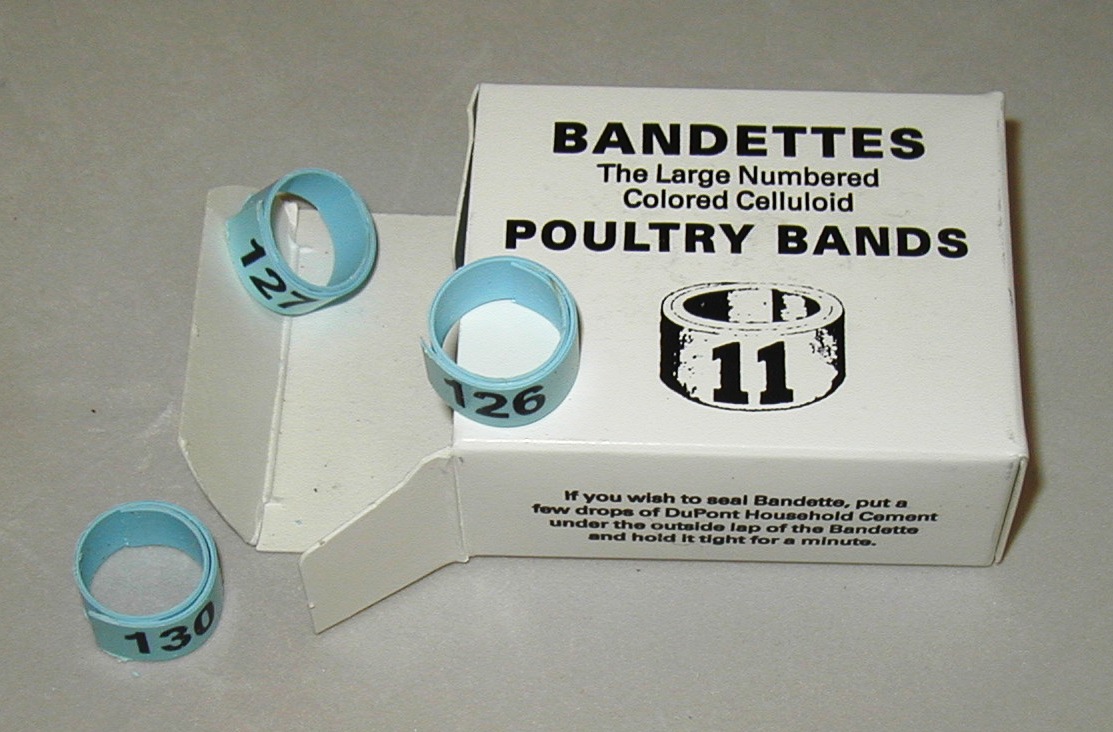 BANDETTES
The Large Numbered
Colored Celluloid
POULTRY BANDS
11
If you wish to seal Bandette, put a
few drops of DuPont Household Cement
under the outside lap of the Bandette
and hold it tight for a minute.
127
126
130